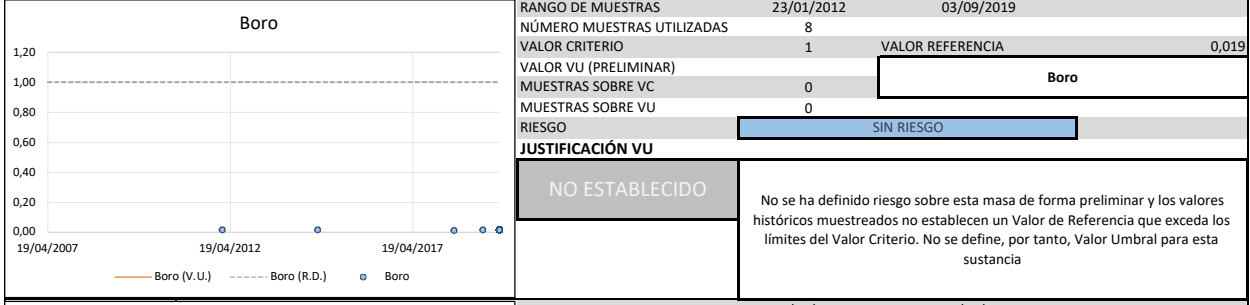 Boro
1,20
1,00
0,80
0,60
0,40
0,20
0,00
19/04/2007 19/04/2012 19/04/2017
Boro (V.U.) Boro (R.D.) Boro
RANGO DE MUESTRAS 23/01/2012 03/09/2019
NÚMERO MUESTRAS UTILIZADAS 8
VALOR CRITERIO 1 VALOR REFERENCIA 0,019
VALOR VU (PRELIMINAR)
Boro
MUESTRAS SOBRE VC 0
MUESTRAS SOBRE VU 0
RIESGO SIN RIESGO
JUSTIFICACIÓN VU
NO ESTABLECIDO
No se ha definido riesgo sobre esta masa de forma preliminar y los valores
históricos muestreados no establecen un Valor de Referencia que exceda los
límites del Valor Criterio. No se define, por tanto, Valor Umbral para esta
sustancia